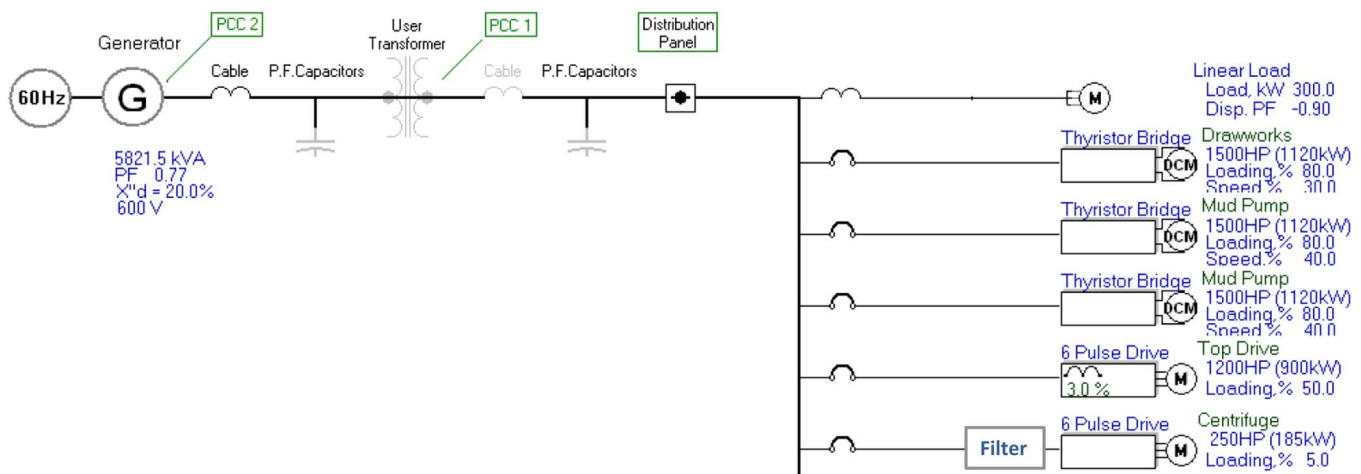 PCC 2
User
Transformer
PCC 1
Distribution
Panel
Generator
Cable
P.F.Capacitors
Cable
P.F.Capacitors
60Hz
G
5821.5 kVA
PF 0.77
X"d = 20.0%
600 V
Linear Load
Load, kW 300.0
Disp. PF -0.90
M
Thyristor Bridge
Drawworks
1500HP (1120kW)
Loading,% 80.0
Speed,% 30.0
DCM
Thyristor Bridge
Mud Pump
1500HP (1120kW)
Loading,% 80.0
Speed,% 40.0
DCM
Thyristor Bridge
Mud Pump
1500HP (1120kW)
Loading,% 80.0
Speed,% 40.0
DCM
6 Pulse Drive
Top Drive
3.0 %
M
1200HP (900kW)
Loading,% 50.0
6 Pulse Drive
Centrifuge
Filter
M
250HP (185kW)
Loading,% 5.0